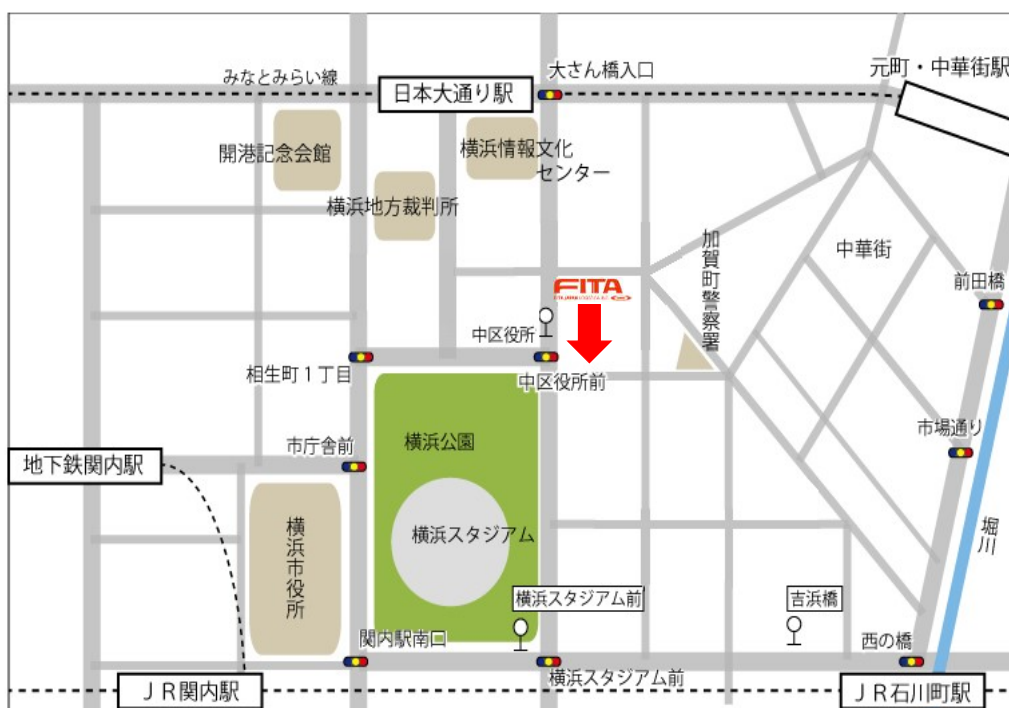 みなとみらい線
日本大通り駅
大さん橋入口
元町・中華街駅
開港記念会館
横浜情報文化
センター
横浜地方裁判所
加賀町警察署
中華街
前田橋
FITA
中区役所
相生町１丁目
中区役所前
横浜公園
市庁舎前
市場通り
地下鉄関内駅
横浜市役所
横浜スタジアム
堀川
横浜スタジアム前
吉浜橋
関内駅南口
西の橋
横浜スタジアム前
ＪＲ関内駅
ＪＲ石川町駅